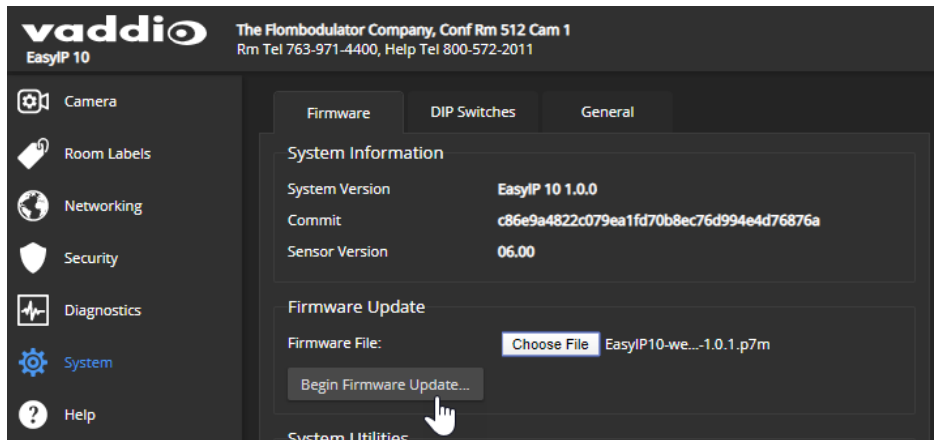 vaddio
EasyIP 10
The Flombodulator Company, Conf Rm 512 Cam 1
Rm Tel 763-971-4400, Help Tel 800-572-2011
Camera
Room Labels
Networking
Security
Diagnostics
System
Help
Firmware
DIP Switches
General
System Information
System Version EasyIP 10 1.0.0
Commit c86e9a4822c079ea1fd70b8ec76d994e4d76876a
Sensor Version 06.00
Firmware Update
Firmware File: Choose File EasyIP10-we...-1.0.1.p7m
Begin Firmware Update...
System Utilities